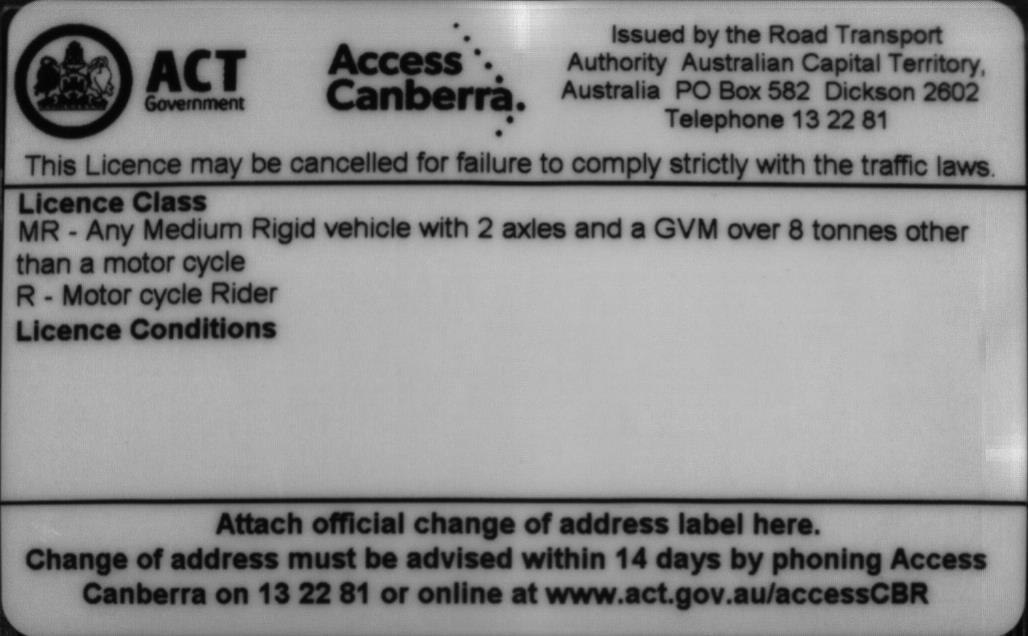 ACT
Government
Access
Canberra.
Issued by the Road Transport
Authority Australian Capital Territory,
Australia PO Box 582 Dickson 2602
Telephone 13 22 81
This Licence may be cancelled for failure to comply strictly with the traffic laws.
Licence Class
MR - Any Medium Rigid vehicle with 2 axles and a GVM over 8 tonnes other
than a motor cycle
R - Motor cycle Rider
Licence Conditions
Attach official change of address label here.
Change of address must be advised within 14 days by phoning Access
Canberra on 13 22 81 or online at www.act.gov.au/accessCBR